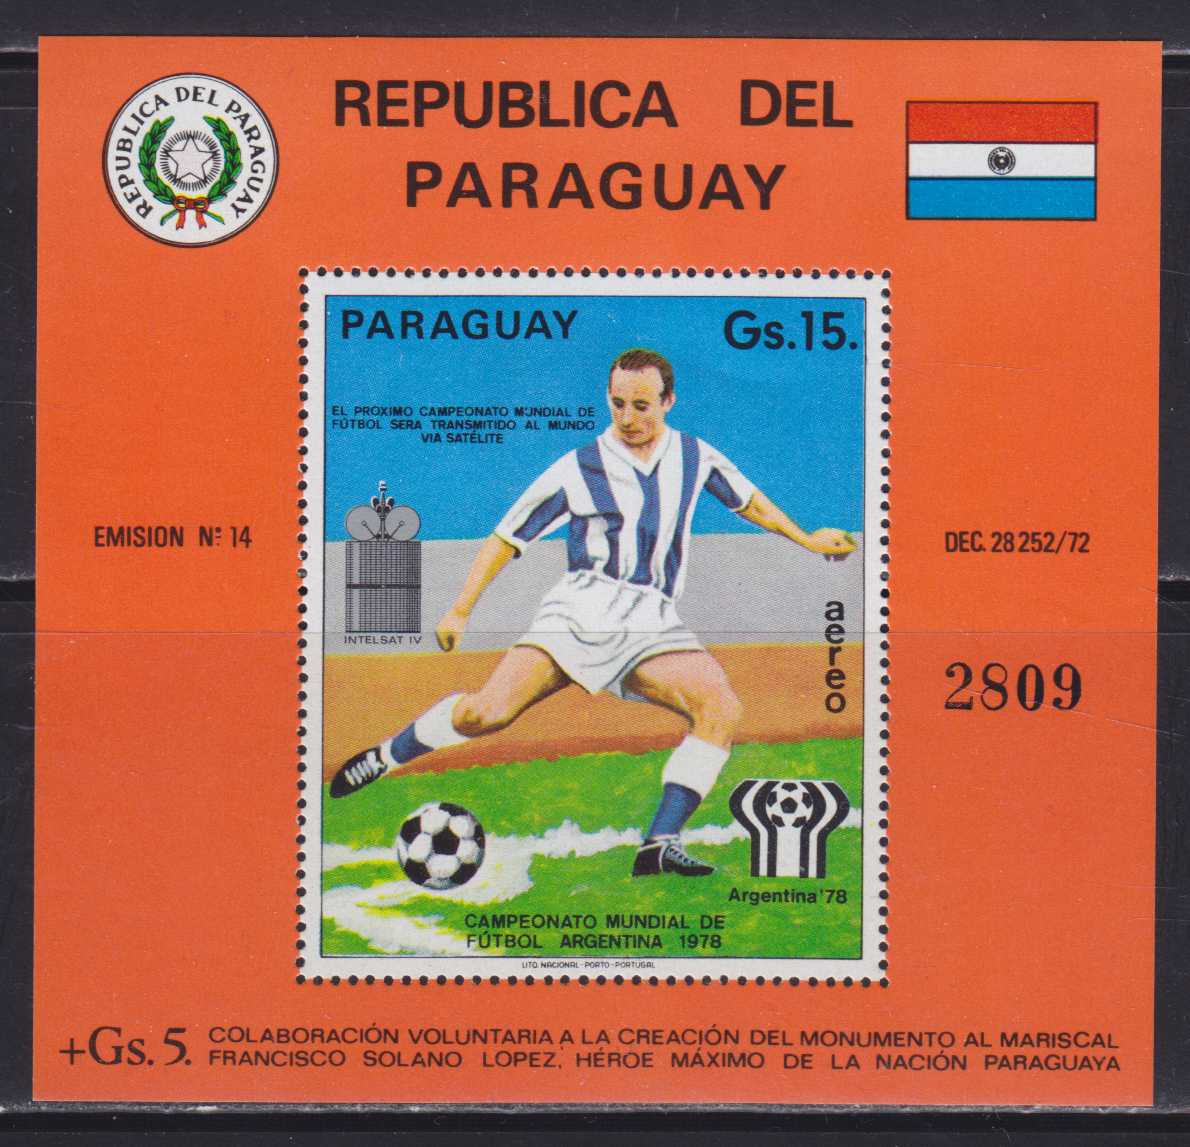 REPUBLICA DEL PARAGUAY
REPUBLICA DEL
PARAGUAY
PARAGUAY
Gs.15.
EL PROXIMO CAMPEONATO MUNDIAL DE
FÚTBOL SERA TRANSMITIDO AL MUNDO
VIA SATÉLITE
INTELSAT IV
EMISION Nº 14
DEC. 28252/72
aereo
2809
Argentina '78
CAMPEONATO MUNDIAL DE
FÚTBOL ARGENTINA 1978
LITO. NACIONAL-PORTO-PORTUGAL
+Gs. 5. COLABORACIÓN VOLUNTARIA A LA CREACIÓN DEL MONUMENTO AL MARISCAL
FRANCISCO SOLANO LOPEZ, HÉROE MÁXIMO DE LA NACIÓN PARAGUAYA